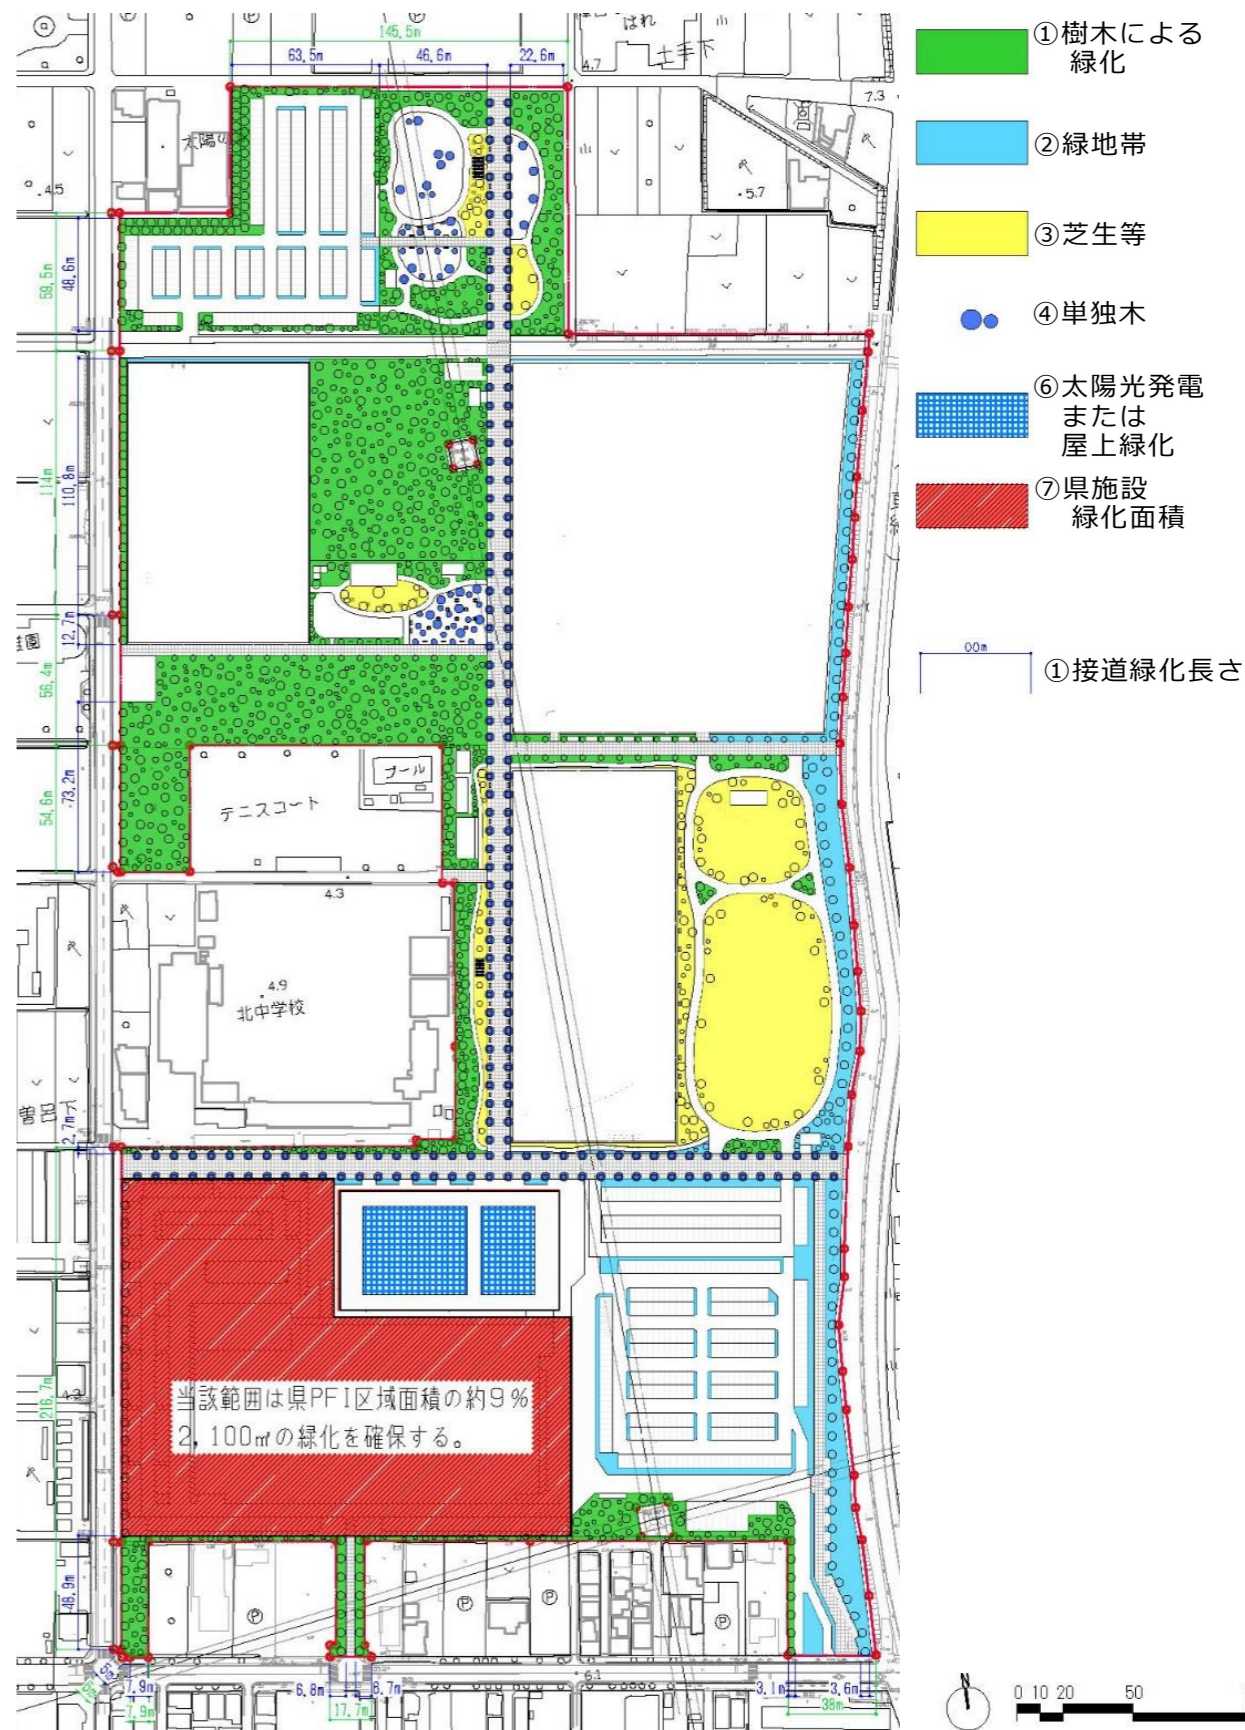 145.5m
63.5m
46.6m
22.6m
土手下
4.7
7.3
4.5
5.7
59.5m
48.6m
114m
110.8m
12.7m
56.4m
54.6m
73.2m
プール
テニスコート
4.3
4.9
北中学校
2.7m
216.7m
当該範囲は県PFI区域面積の約9%
2,100㎡の緑化を確保する。
48.9m
Ⓟ
Ⓟ
Ⓟ
Ⓟ
7.9m
7.9m
6.8m
6.7m
17.7m
3.1m
3.6m
38m
①樹木による
緑化
②緑地帯
③芝生等
④単独木
⑥太陽光発電
または
屋上緑化
⑦県施設
緑化面積
00m
①接道緑化長さ
N
0 10 20 50